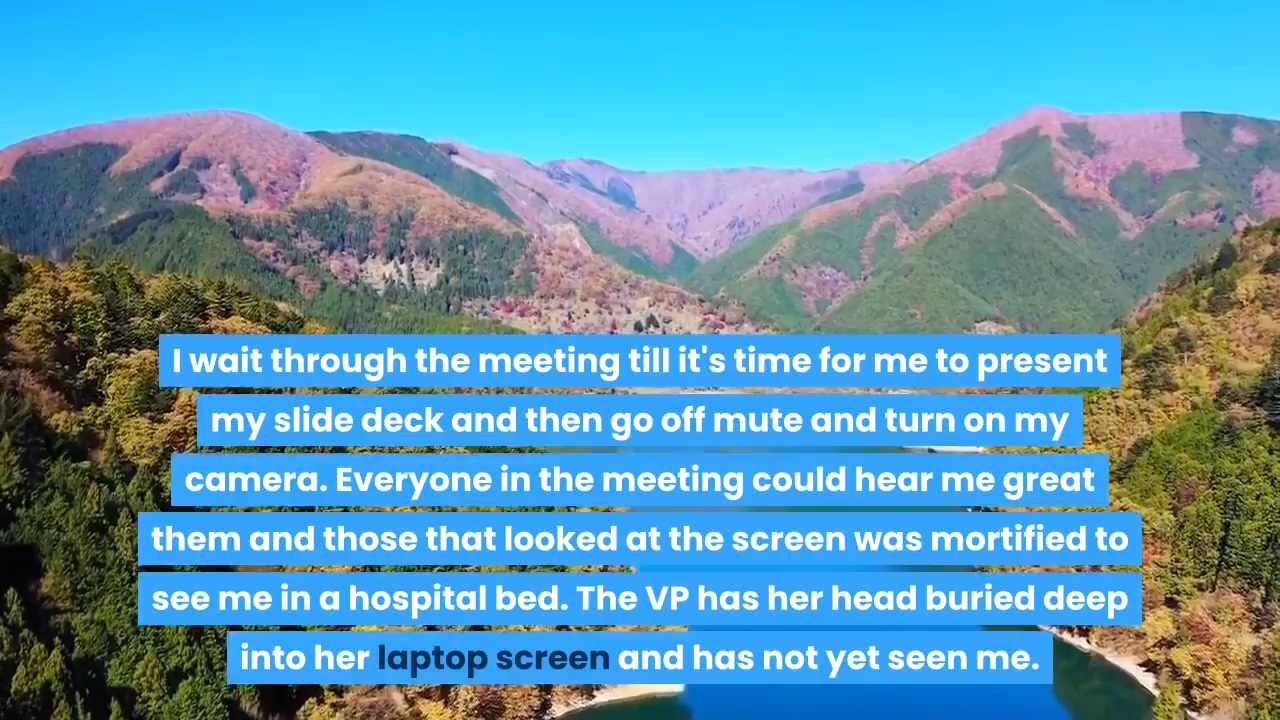 I wait through the meeting till it's time for me to present
my slide deck and then go off mute and turn on my
camera. Everyone in the meeting could hear me great
them and those that looked at the screen was mortified to
see me in a hospital bed. The VP has her head buried deep
into her laptop screen and has not yet seen me.